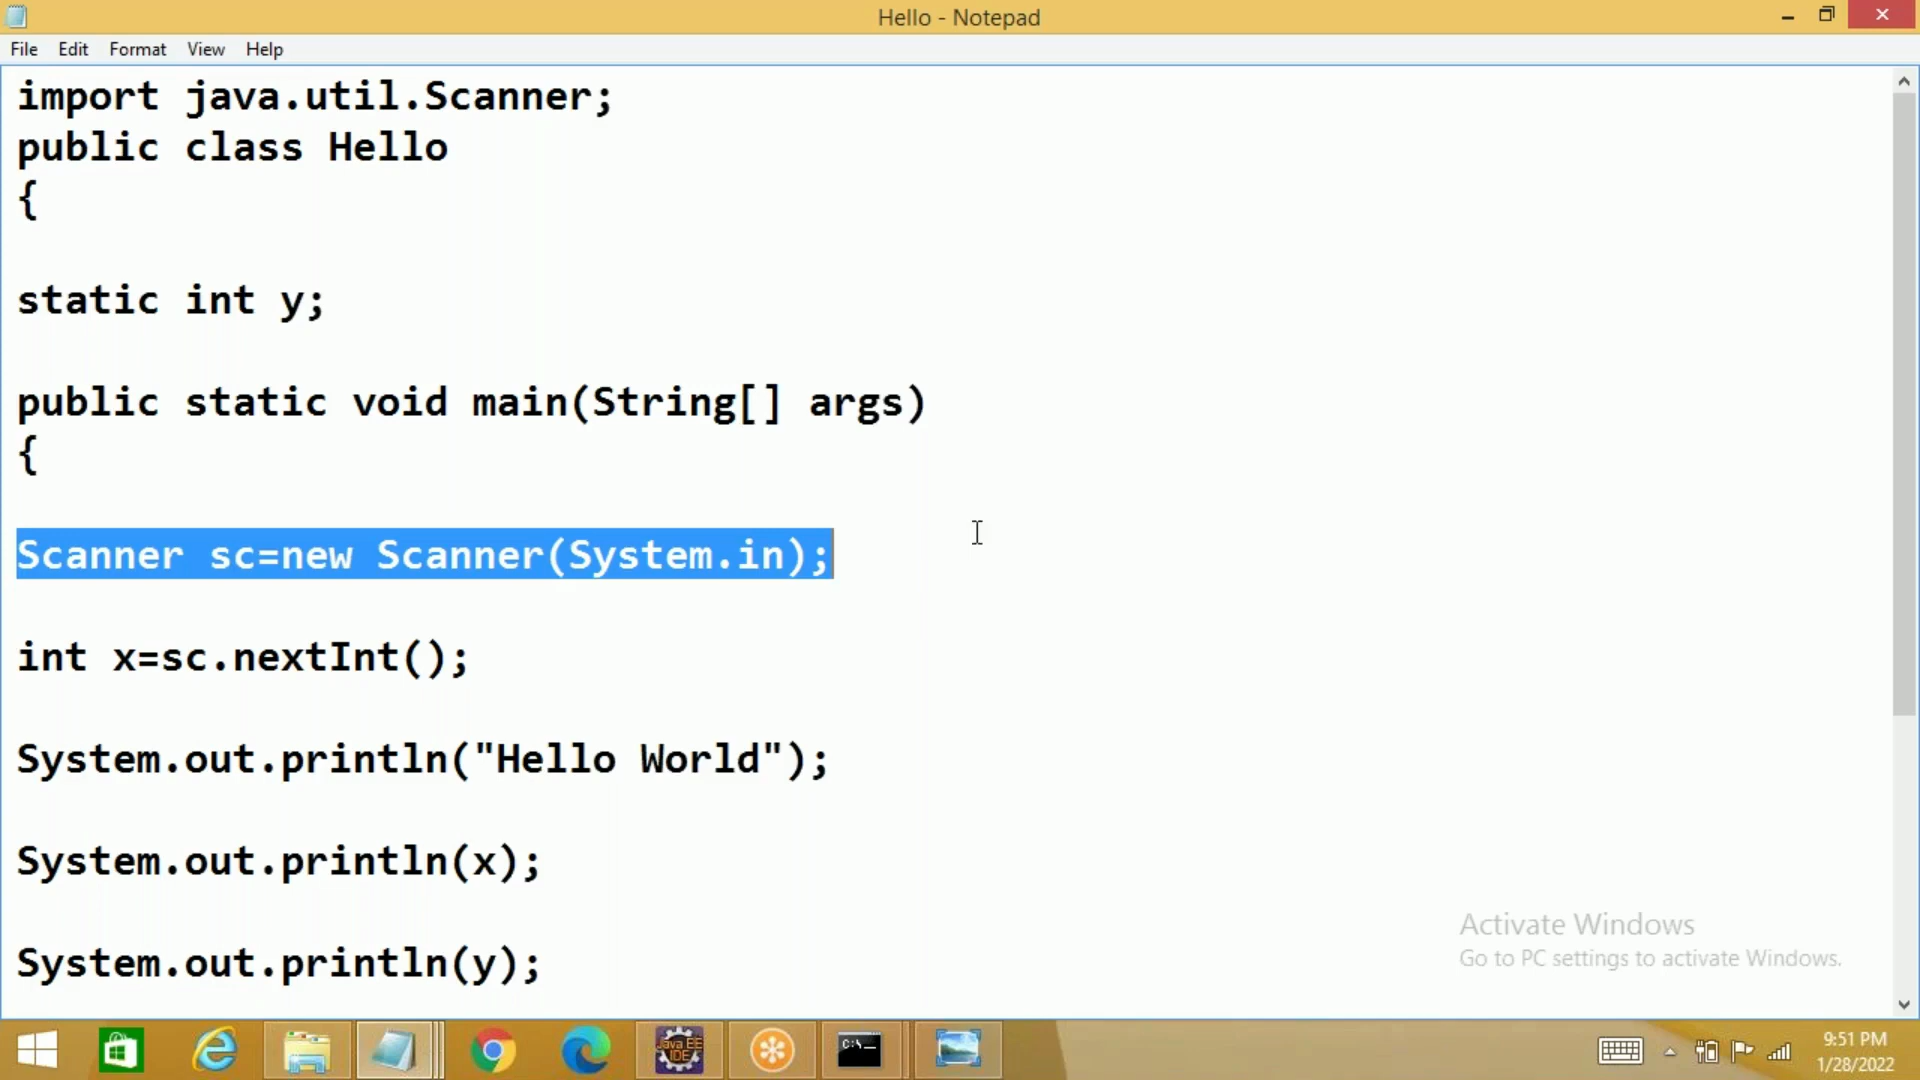 Hello - Notepad
File Edit Format View Help
import java.util.Scanner;
public class Hello
{
static int y;
public static void main(String[] args)
{
Scanner sc=new Scanner(System.in);
int x=sc.nextInt();
System.out.println("Hello World");
System.out.println(x);
System.out.println(y);
Activate Windows
Go to PC settings to activate Windows.
Java EE
IDE
C:\
9:51 PM
1/28/2022